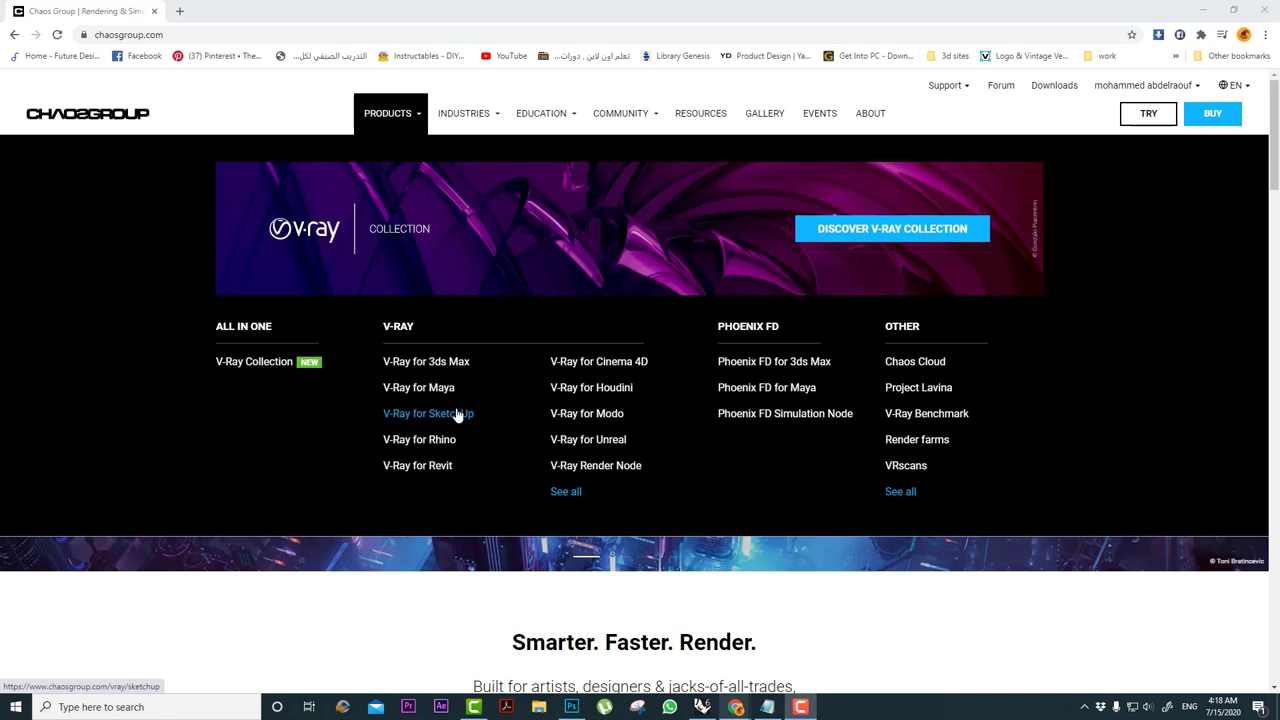 Chaos Group | Rendering & Simu
chaosgroup.com
Home - Future Desi... Facebook (37) Pinterest • The... التدريب الصيفي لكل... Instructables - DIY... YouTube تعلم اون لاين , دورات... Library Genesis Product Design | Ya... Get Into PC - Down... 3d sites Logo & Vintage Ve... work » Other bookmarks
Support Forum Downloads mohammed abdelraouf EN
CHAOSGROUP PRODUCTS INDUSTRIES EDUCATION COMMUNITY RESOURCES GALLERY EVENTS ABOUT TRY BUY
v·ray COLLECTION DISCOVER V-RAY COLLECTION
© Gonzalo Placentino
ALL IN ONE V-RAY PHOENIX FD OTHER
V-Ray Collection NEW V-Ray for 3ds Max V-Ray for Cinema 4D Phoenix FD for 3ds Max Chaos Cloud
V-Ray for Maya V-Ray for Houdini Phoenix FD for Maya Project Lavina
V-Ray for SketchUp V-Ray for Modo Phoenix FD Simulation Node V-Ray Benchmark
V-Ray for Rhino V-Ray for Unreal Render farms
V-Ray for Revit V-Ray Render Node VRscans
See all See all
© Toni Bratincevic
Smarter. Faster. Render.
Built for artists, designers & jacks-of-all-trades,
https://www.chaosgroup.com/vray/sketchup
Type here to search
ENG 4:18 AM
7/15/2020